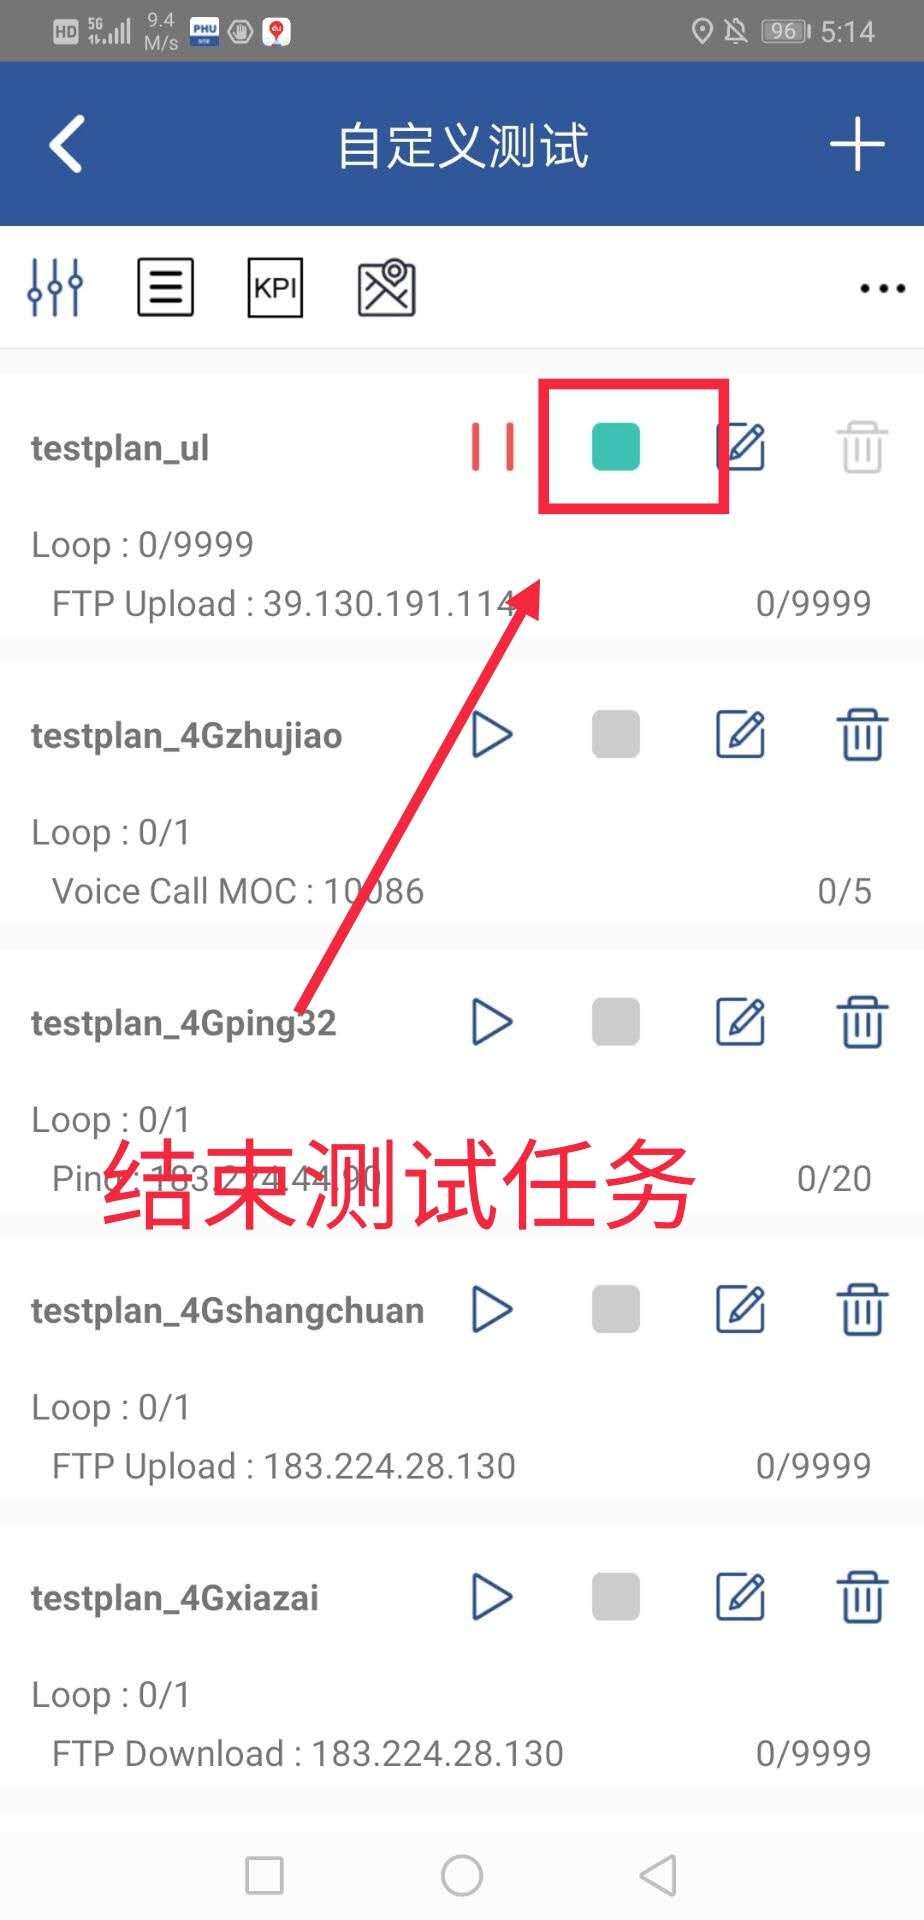 HD 5G 9.4 M/s PHU 96 5:14
自定义测试
KPI
testplan_ul
Loop : 0/9999
FTP Upload : 39.130.191.114 0/9999
testplan_4Gzhujiao
Loop : 0/1
Voice Call MOC : 10086 0/5
testplan_4Gping32
Loop : 0/1
Ping : 183.224.44.90 0/20
结束测试任务
testplan_4Gshangchuan
Loop : 0/1
FTP Upload : 183.224.28.130 0/9999
testplan_4Gxiazai
Loop : 0/1
FTP Download : 183.224.28.130 0/9999